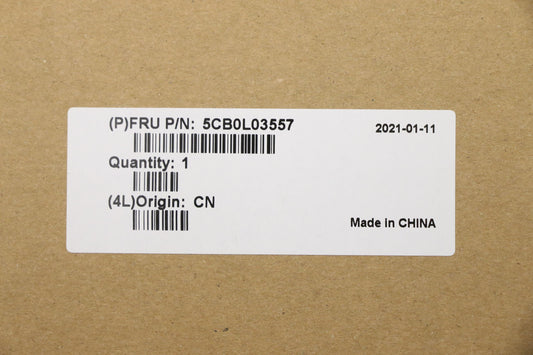 (P)FRU P/N: 5CB0L03557
2021-01-11
Quantity: 1
(4L)Origin: CN
Made in CHINA